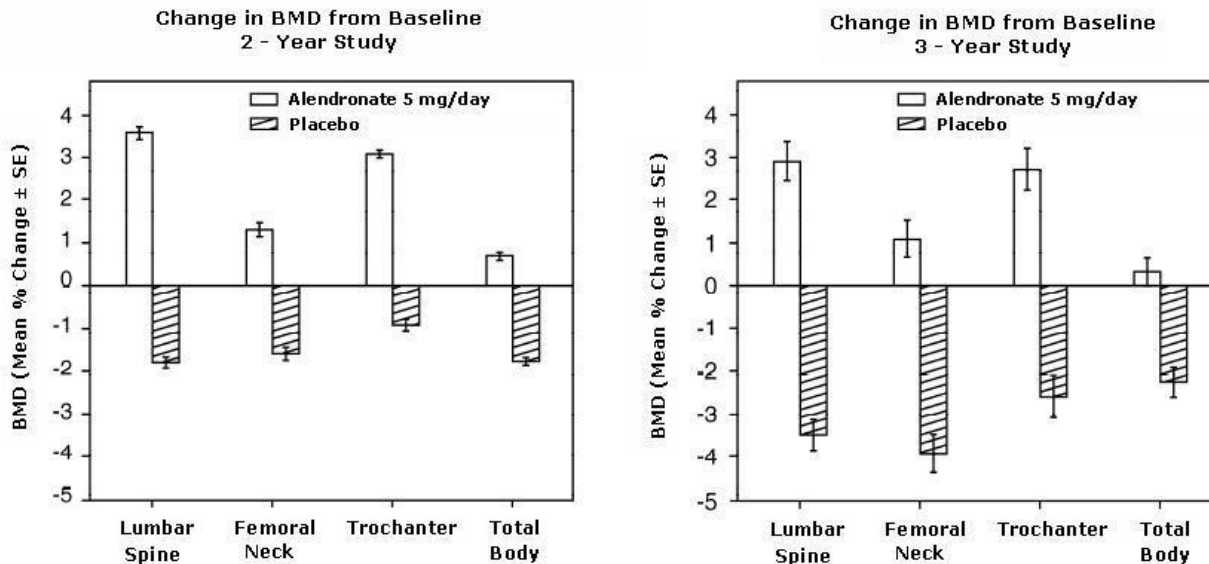 Change in BMD from Baseline
2 - Year Study
BMD (Mean % Change ± SE)
4
3
2
1
0
-1
-2
-3
-4
-5
Alendronate 5 mg/day
Placebo
Lumbar Spine
Femoral Neck
Trochanter
Total Body
Change in BMD from Baseline
3 - Year Study
BMD (Mean % Change ± SE)
4
3
2
1
0
-1
-2
-3
-4
-5
Alendronate 5 mg/day
Placebo
Lumbar Spine
Femoral Neck
Trochanter
Total Body